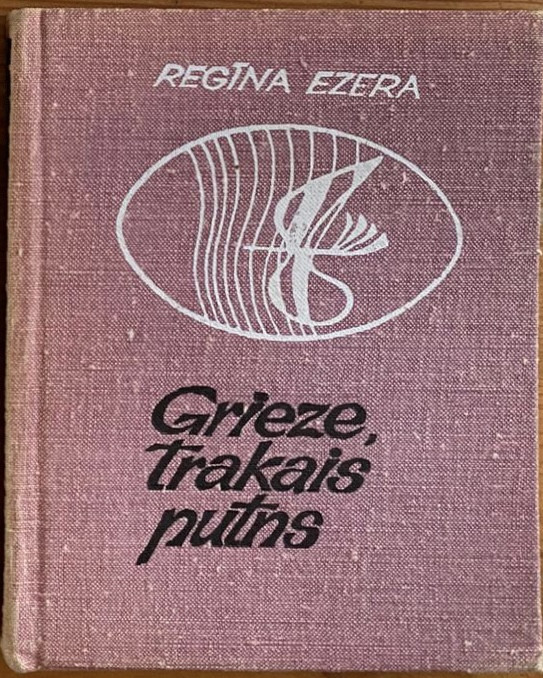 REGĪNA EZERA
Grieze,
trakais
putns